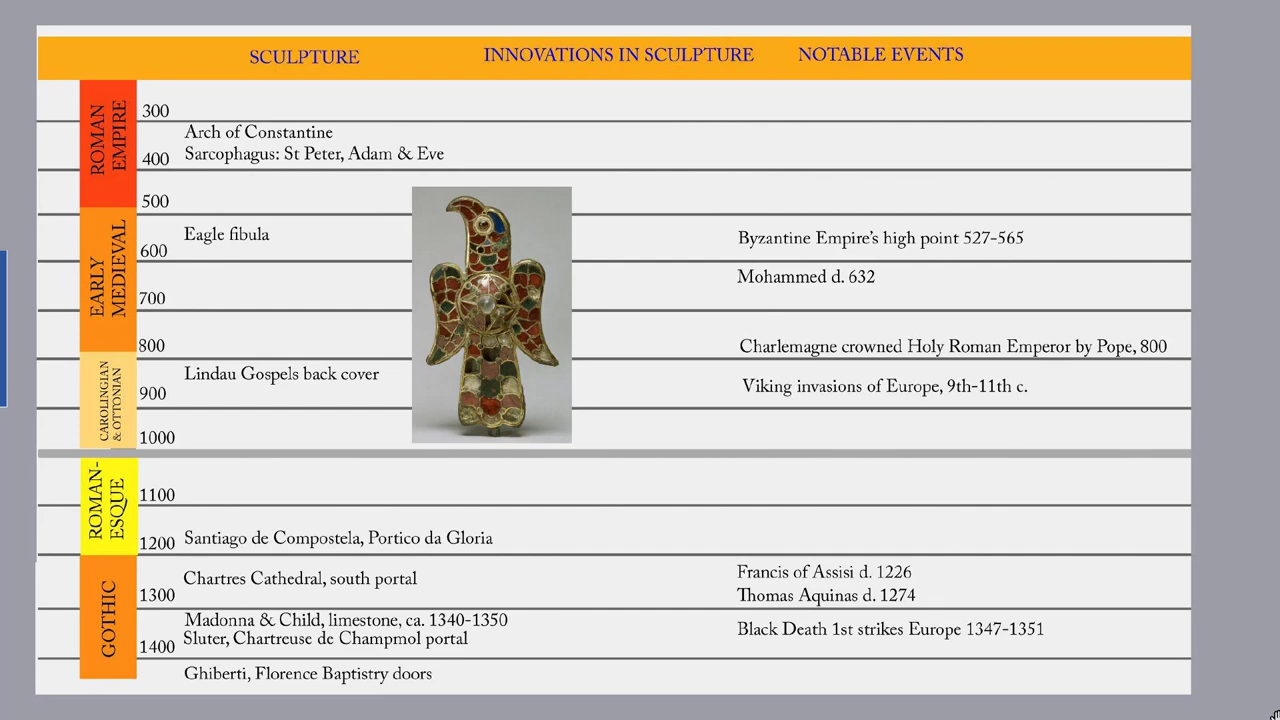 SCULPTURE
INNOVATIONS IN SCULPTURE
NOTABLE EVENTS
ROMAN
EMPIRE
300
Arch of Constantine
Sarcophagus: St Peter, Adam & Eve
400
500
EARLY
MEDIEVAL
Eagle fibula
Byzantine Empire's high point 527-565
600
Mohammed d. 632
700
800
Charlemagne crowned Holy Roman Emperor by Pope, 800
CAROLINGIAN
& OTTONIAN
Lindau Gospels back cover
Viking invasions of Europe, 9th-11th c.
900
1000
ROMAN-
ESQUE
1100
1200
Santiago de Compostela, Portico da Gloria
GOTHIC
Chartres Cathedral, south portal
Francis of Assisi d. 1226
1300
Thomas Aquinas d. 1274
Madonna & Child, limestone, ca. 1340-1350
Sluter, Chartreuse de Champmol portal
Black Death 1st strikes Europe 1347-1351
1400
Ghiberti, Florence Baptistry doors